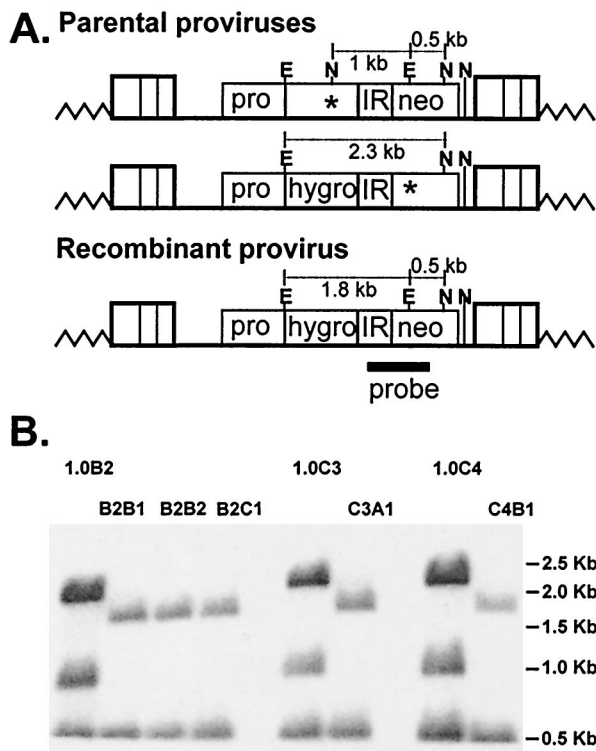 A. Parental proviruses
0.5 kb
1 kb
E N E N N
pro * IR neo
2.3 kb
E N N
pro hygro IR *
Recombinant provirus
0.5 kb
1.8 kb
E E N N
pro hygro IR neo
probe
B.
1.0B2 1.0C3 1.0C4
B2B1 B2B2 B2C1 C3A1 C4B1
2.5 Kb
2.0 Kb
1.5 Kb
1.0 Kb
0.5 Kb